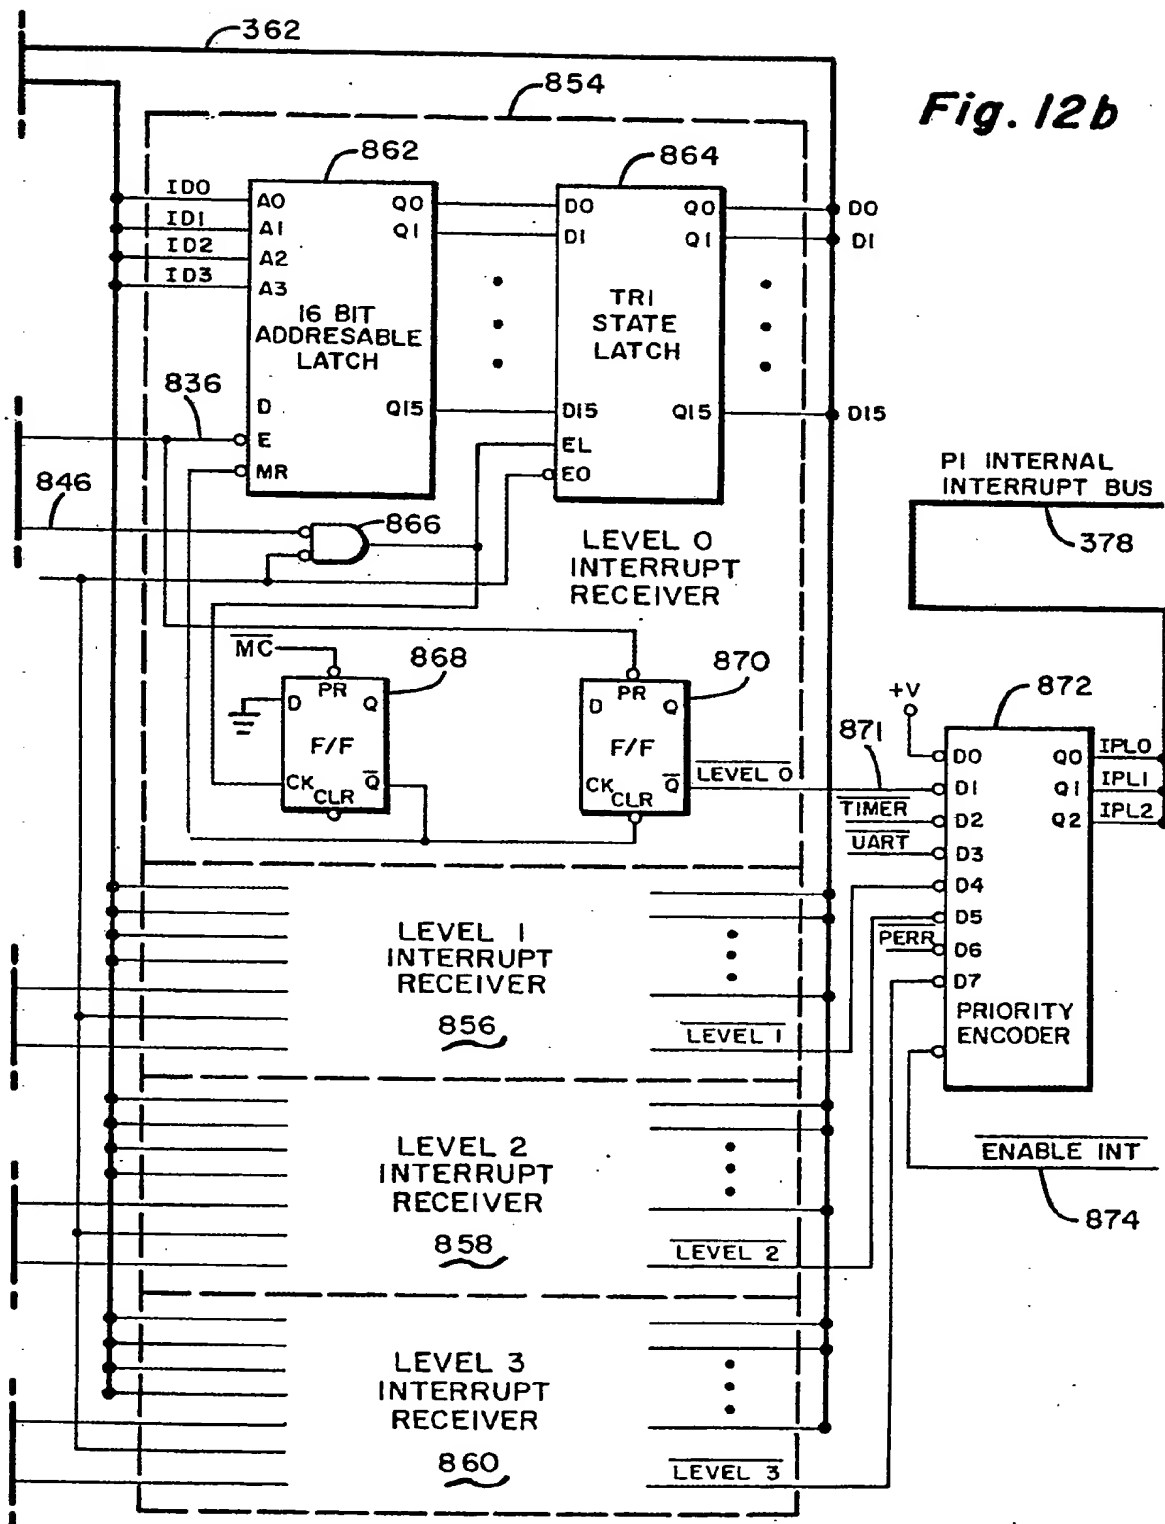 362
854
Fig. 12b
862
864
ID0
ID1
ID2
ID3
A0
A1
A2
A3
Q0
Q1
16 BIT
ADDRESABLE
LATCH
D
E
MR
Q15
D0
D1
TRI
STATE
LATCH
D15
EL
EO
Q0
Q1
Q15
D0
D1
D15
836
846
866
LEVEL 0
INTERRUPT
RECEIVER
PI INTERNAL
INTERRUPT BUS
378
MC
868
PR
D
Q
F/F
CK
CLR
Q
870
PR
D
Q
F/F
CK
CLR
Q
LEVEL 0
871
+V
872
D0
D1
D2
D3
D4
D5
D6
D7
Q0
Q1
Q2
IPL0
IPL1
IPL2
TIMER
UART
PERR
PRIORITY
ENCODER
ENABLE INT
874
LEVEL 1
INTERRUPT
RECEIVER
856
LEVEL 1
LEVEL 2
INTERRUPT
RECEIVER
858
LEVEL 2
LEVEL 3
INTERRUPT
RECEIVER
860
LEVEL 3